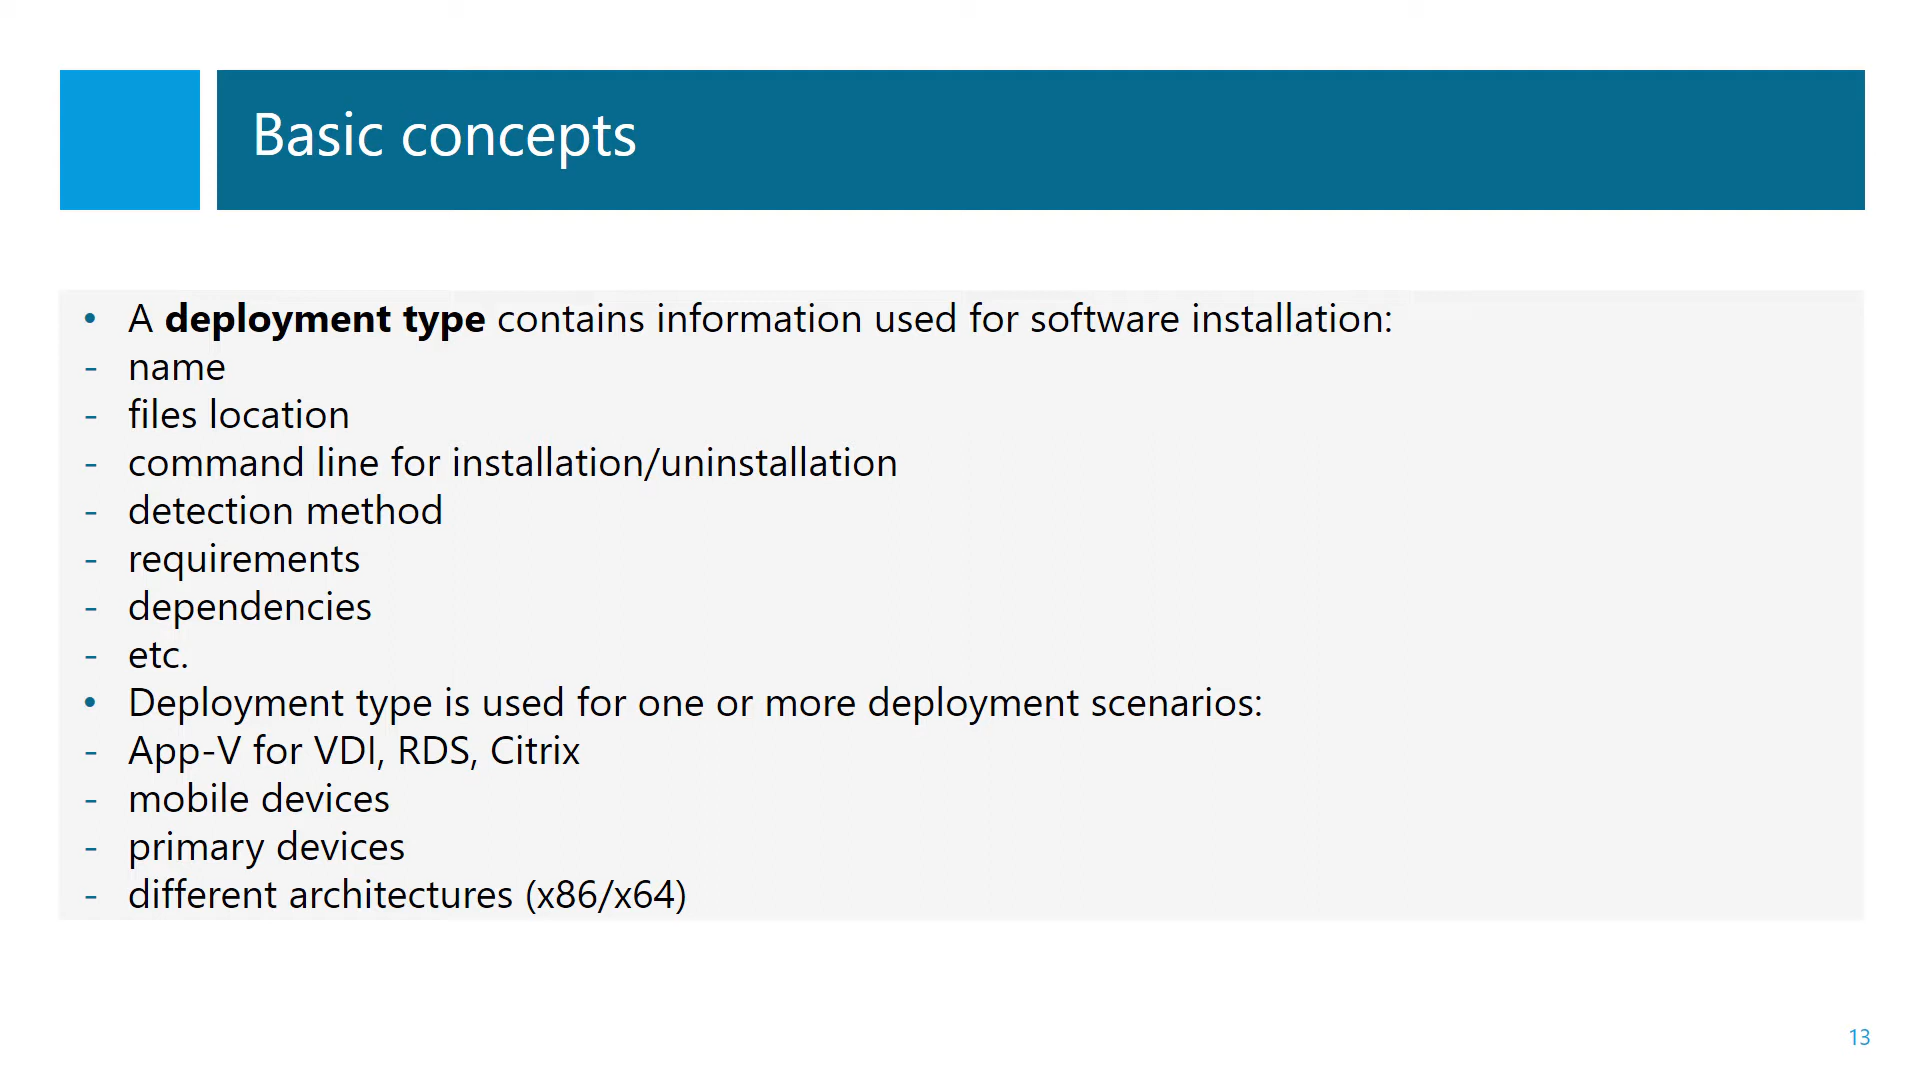 Basic concepts
• A deployment type contains information used for software installation:
- name
- files location
- command line for installation/uninstallation
- detection method
- requirements
- dependencies
- etc.
• Deployment type is used for one or more deployment scenarios:
- App-V for VDI, RDS, Citrix
- mobile devices
- primary devices
- different architectures (x86/x64)
13